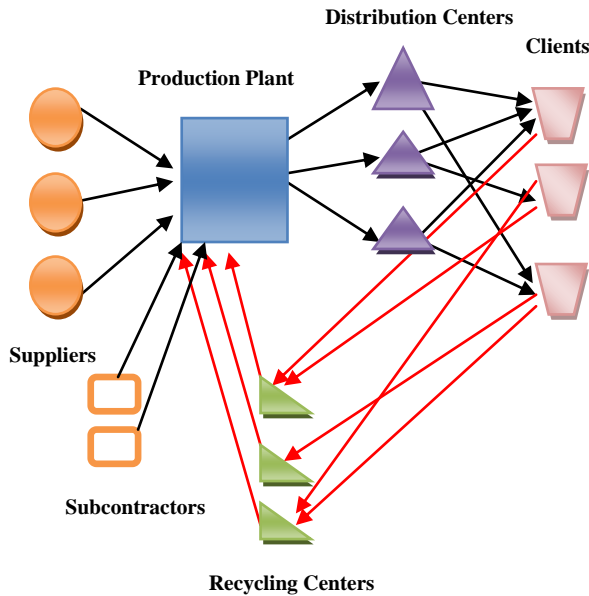 Distribution Centers
Clients
Production Plant
Suppliers
Subcontractors
Recycling Centers